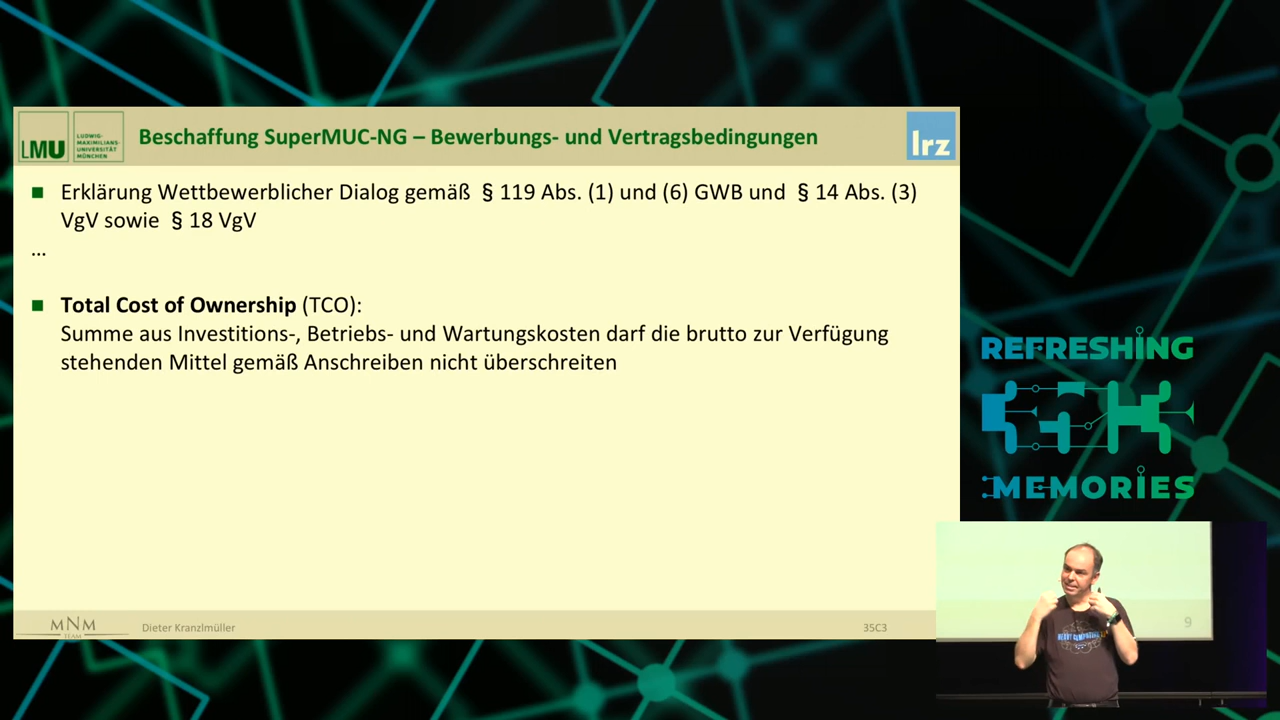 LMU
LUDWIG-
MAXIMILIANS-
UNIVERSITÄT
MÜNCHEN
Beschaffung SuperMUC-NG – Bewerbungs- und Vertragsbedingungen
lrz
Erklärung Wettbewerblicher Dialog gemäß § 119 Abs. (1) und (6) GWB und § 14 Abs. (3)
VgV sowie § 18 VgV
...
Total Cost of Ownership (TCO):
Summe aus Investitions-, Betriebs- und Wartungskosten darf die brutto zur Verfügung
stehenden Mittel gemäß Anschreiben nicht überschreiten
REFRESHING
35C3
MEMORIES
MNM
TEAM
Dieter Kranzlmüller
35C3
9